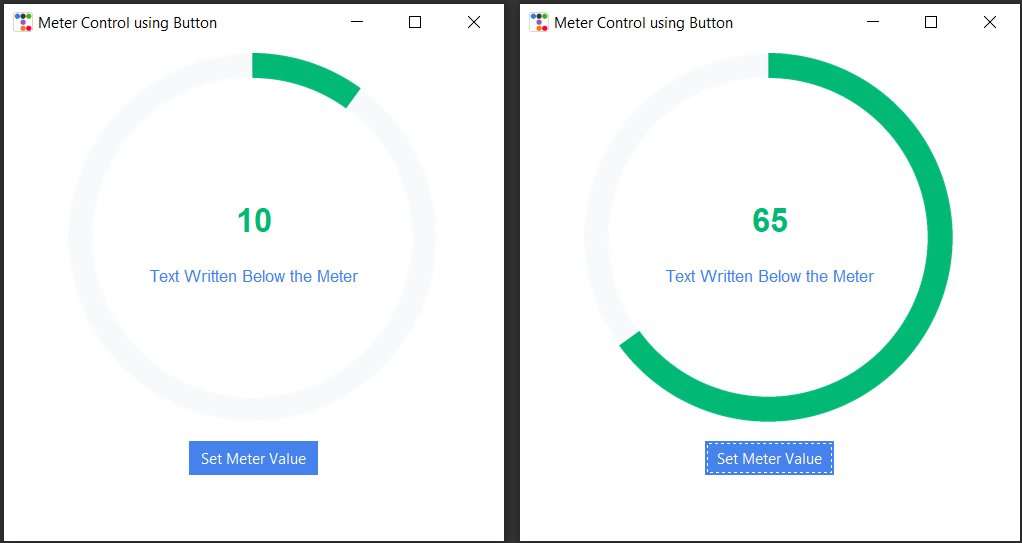 Meter Control using Button
10
Text Written Below the Meter
Set Meter Value
Meter Control using Button
65
Text Written Below the Meter
Set Meter Value